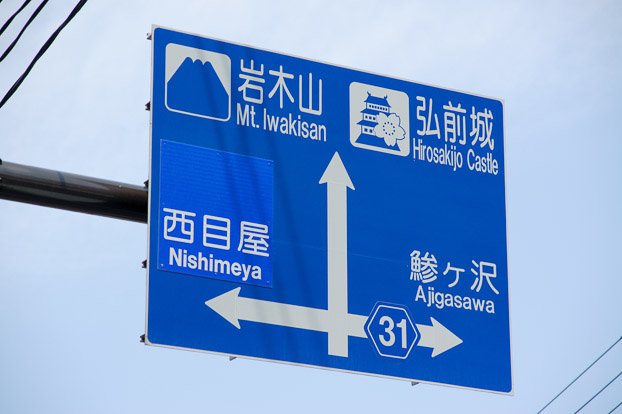 岩木山
Mt. Iwakisan
弘前城
Hirosakijo Castle
西目屋
Nishimeya
鯵ヶ沢
Ajigasawa
31